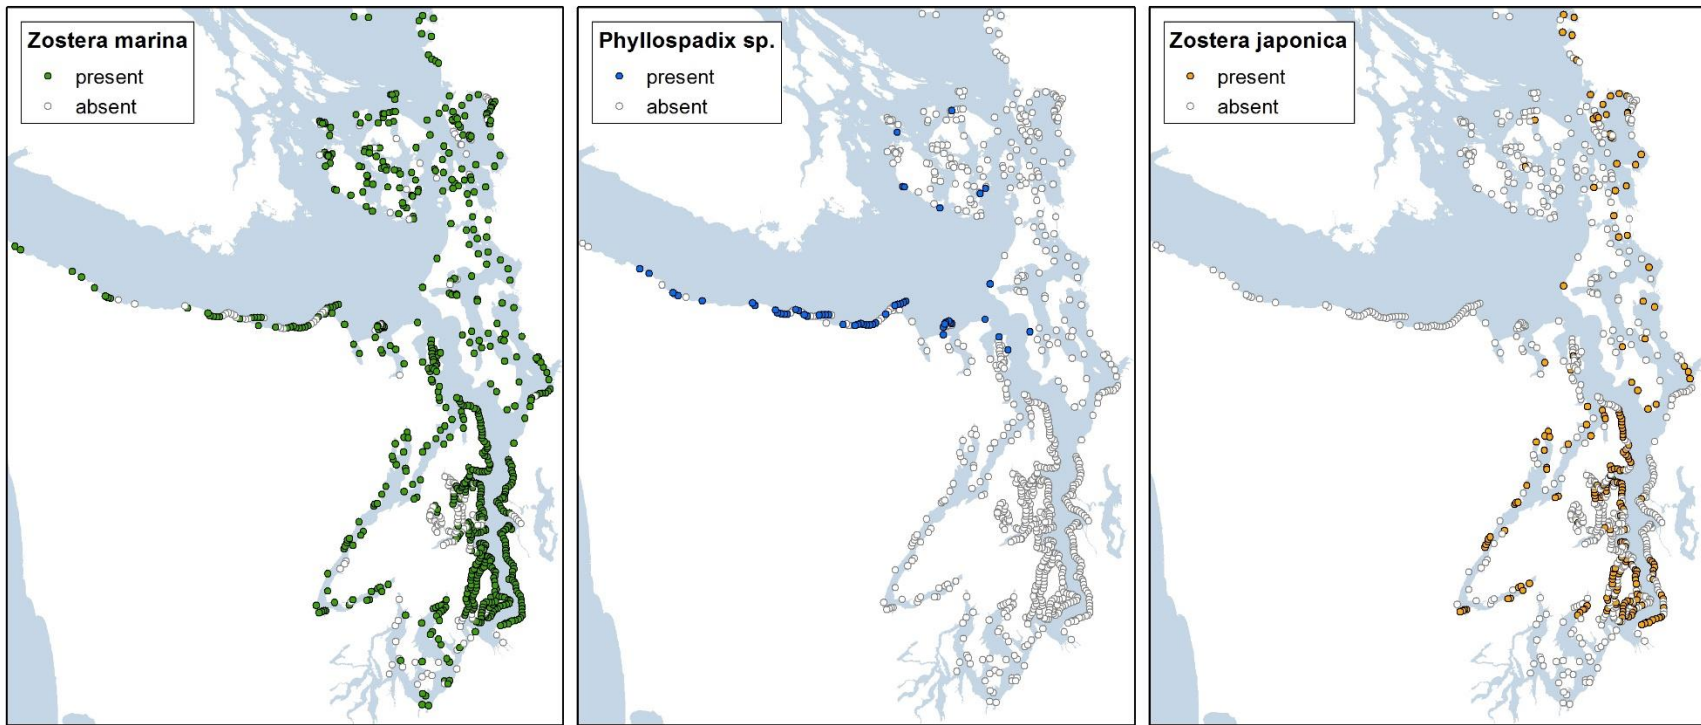 Zostera marina
present
absent
Phyllospadix sp.
present
absent
Zostera japonica
present
absent